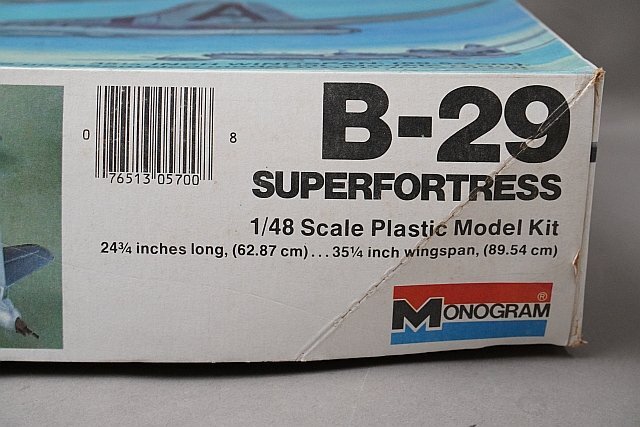 B-29
SUPERFORTRESS
1/48 Scale Plastic Model Kit
24¾ inches long, (62.87 cm)... 35¼ inch wingspan, (89.54 cm)
MONOGRAM®
0 76513 05700 8